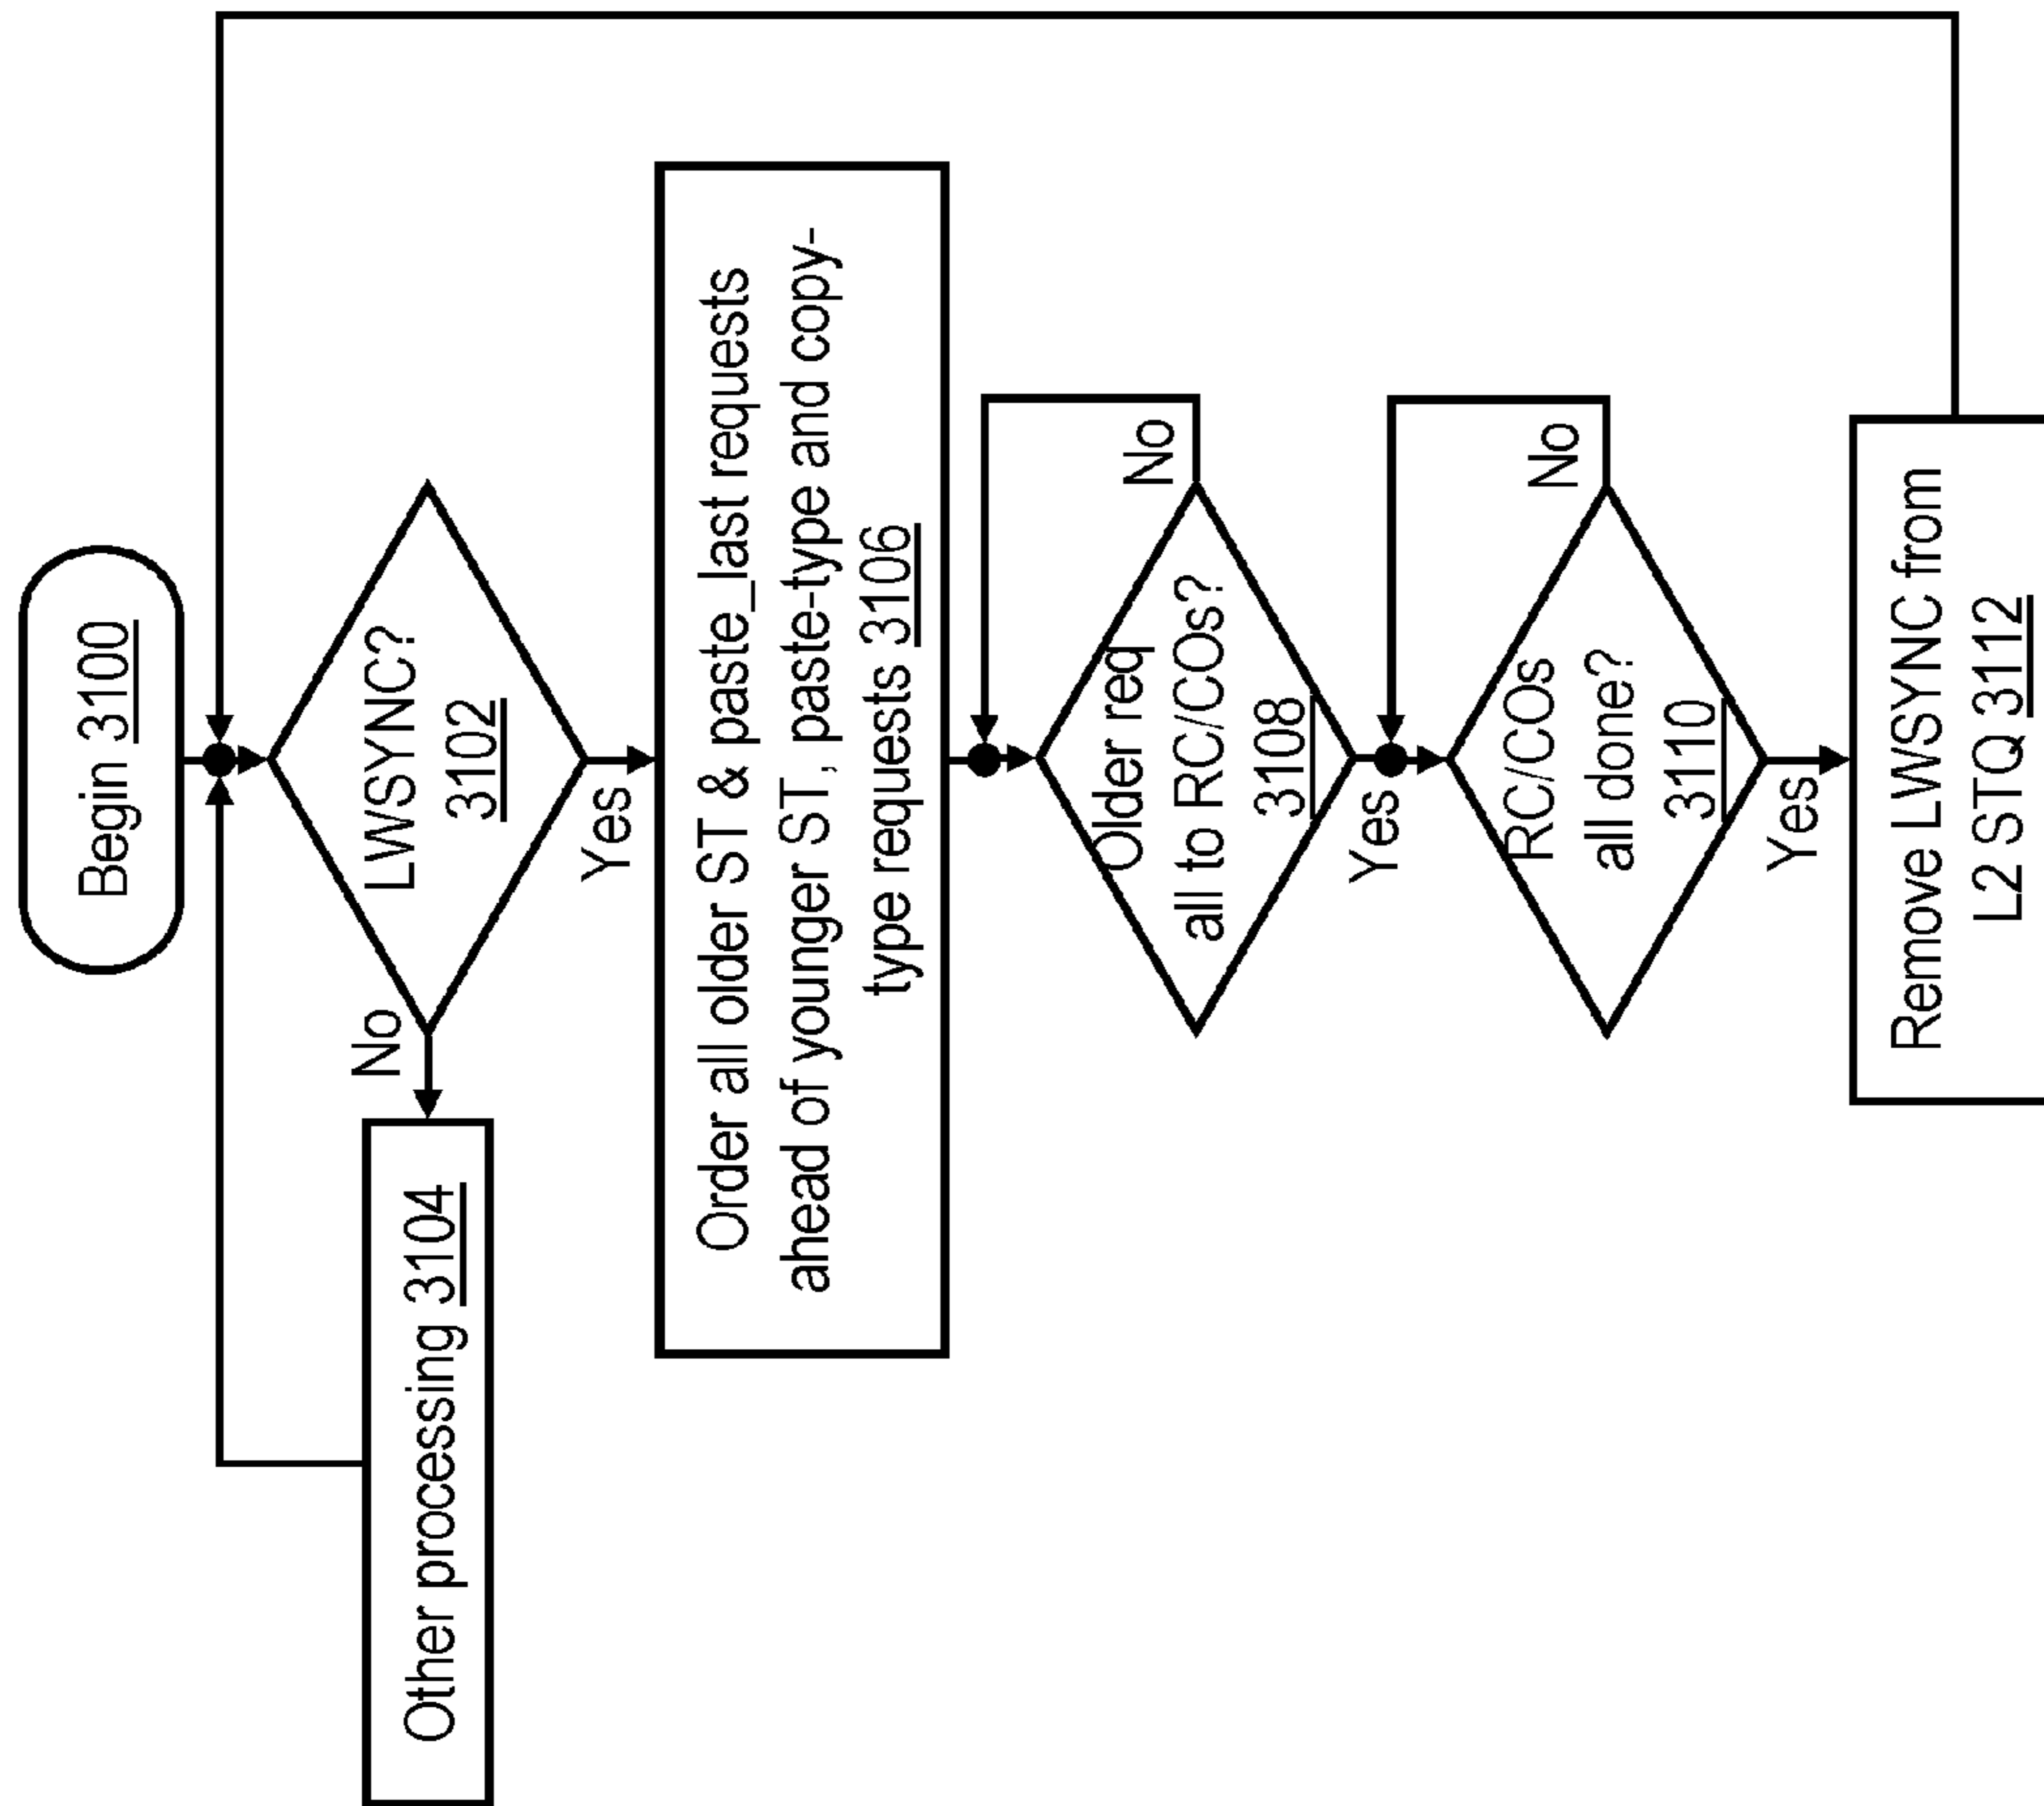 Begin 3100
LWSYNC?
3102
No
Other processing 3104
Yes
Order all older ST & paste_last requests
ahead of younger ST, paste-type and copy-
type requests 3106
Older req
all to RC/COs?
3108
No
Yes
RC/COs
all done?
3110
No
Yes
Remove LWSYNC from
L2 STQ 3112